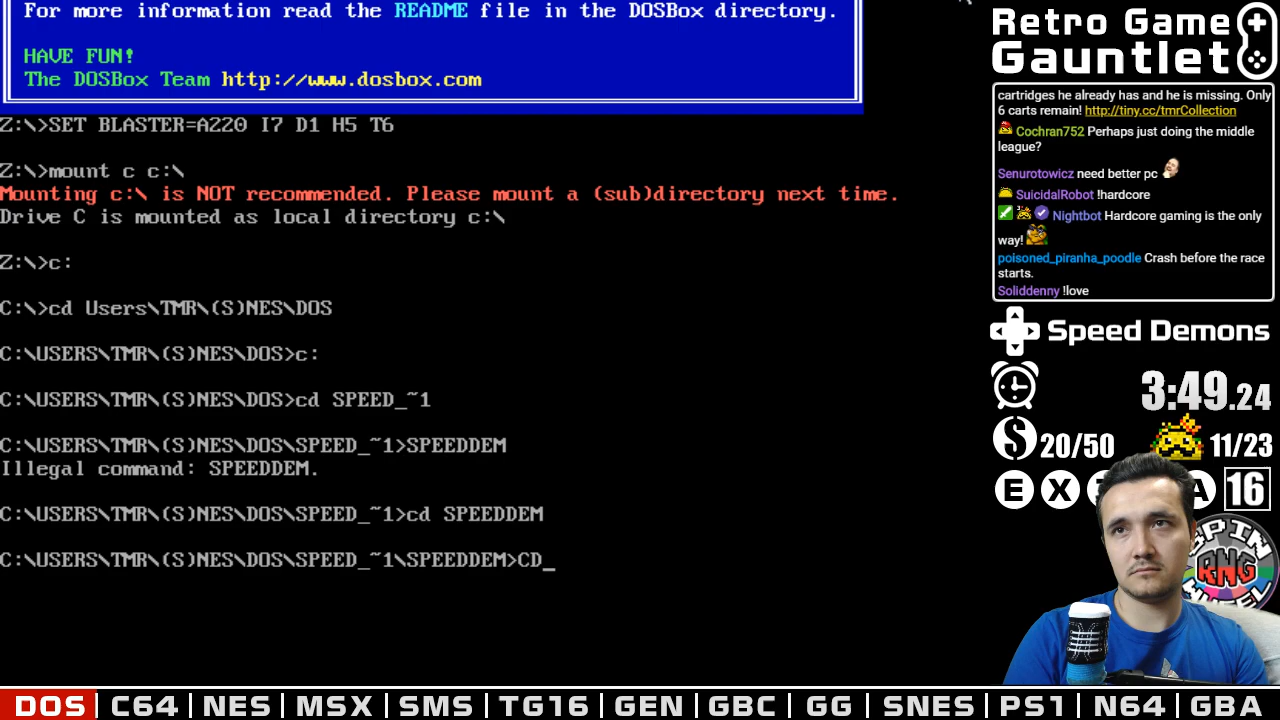 For more information read the README file in the DOSBox directory.
HAVE FUN!
The DOSBox Team http://www.dosbox.com
Z:\>SET BLASTER=A220 I7 D1 H5 T6
Z:\>mount c c:\
Mounting c:\ is NOT recommended. Please mount a (sub)directory next time.
Drive C is mounted as local directory c:\
Z:\>c:
C:\>cd Users\TMR\(S)NES\DOS
C:\USERS\TMR\(S)NES\DOS>c:
C:\USERS\TMR\(S)NES\DOS>cd SPEED_~1
C:\USERS\TMR\(S)NES\DOS\SPEED_~1>SPEEDDEM
Illegal command: SPEEDDEM.
C:\USERS\TMR\(S)NES\DOS\SPEED_~1>cd SPEEDDEM
C:\USERS\TMR\(S)NES\DOS\SPEED_~1\SPEEDDEM>CD_
Retro Game
Gauntlet
cartridges he already has and he is missing. Only
6 carts remain! http://tiny.cc/tmrCollection
Cochran752 Perhaps just doing the middle
league?
Senurotowicz need better pc
SuicidalRobot !hardcore
Nightbot Hardcore gaming is the only
way!
poisoned_piranha_poodle Crash before the race
starts.
Soliddenny !love
Speed Demons
3:49.24
20/50
11/23
E X A 16
SPIN
RNG
WHEEL
DOS | C64 | NES | MSX | SMS | TG16 | GEN | GBC | GG | SNES | PS1 | N64 | GBA